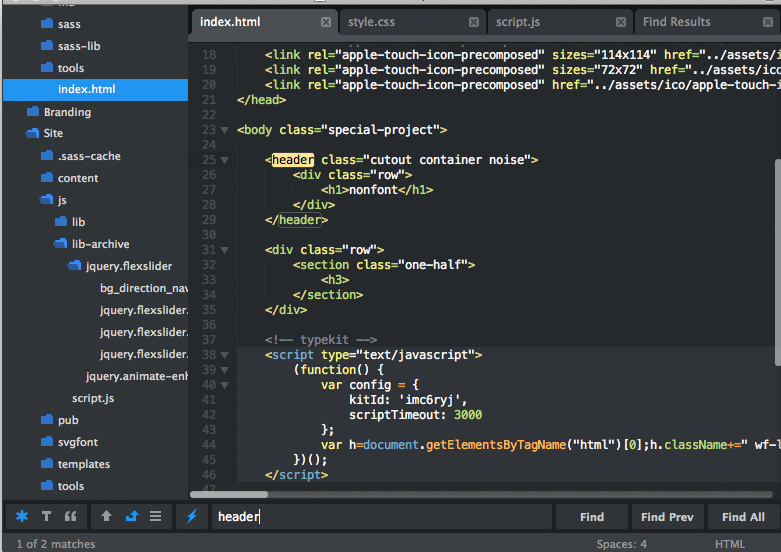 sass
sass-lib
tools
index.html
Branding
Site
.sass-cache
content
js
lib
lib-archive
jquery.flexslider
bg_direction_nav
jquery.flexslider.
jquery.flexslider.
jquery.flexslider.
jquery.animate-enh
script.js
pub
svgfont
templates
tools
index.html style.css script.js Find Results
18 <link rel="apple-touch-icon-precomposed" sizes="114x114" href="../assets/i
19 <link rel="apple-touch-icon-precomposed" sizes="72x72" href="../assets/ico
20 <link rel="apple-touch-icon-precomposed" href="../assets/ico/apple-touch-i
21 </head>
22
23 <body class="special-project">
24
25 <header class="cutout container noise">
26 <div class="row">
27 <h1>nonfont</h1>
28 </div>
29 </header>
30
31 <div class="row">
32 <section class="one-half">
33 <h3>
34 </section>
35 </div>
36
37 <!-- typekit -->
38 <script type="text/javascript">
39 (function() {
40 var config = {
41 kitId: 'imc6ryj',
42 scriptTimeout: 3000
43 };
44 var h=document.getElementsByTagName("html")[0];h.className+=" wf-l
45 })();
46 </script>
47
header
Find Find Prev Find All
1 of 2 matches Spaces: 4 HTML